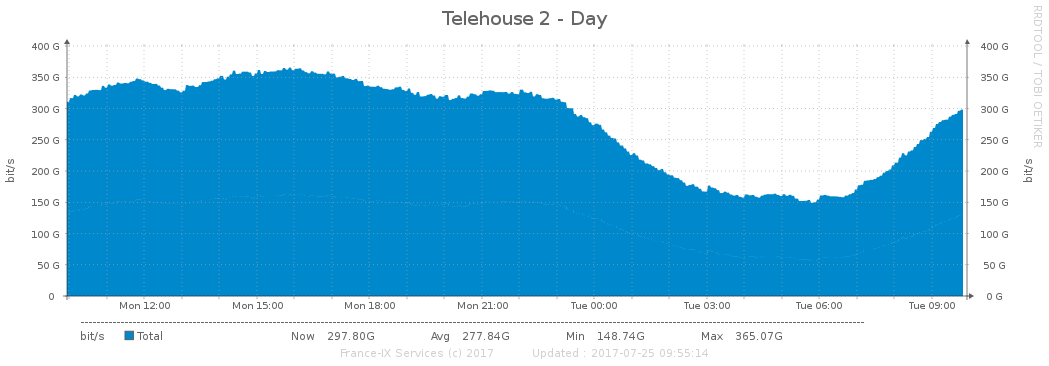 Telehouse 2 - Day
RRDTOOL / TOBI OETIKER
400 G 400 G
350 G 350 G
300 G 300 G
250 G 250 G
200 G 200 G
150 G 150 G
100 G 100 G
50 G 50 G
0 0 G
bit/s bit/s
Mon 12:00 Mon 15:00 Mon 18:00 Mon 21:00 Tue 00:00 Tue 03:00 Tue 06:00 Tue 09:00
bit/s Total Now 297.80G Avg 277.84G Min 148.74G Max 365.07G
France-IX Services (c) 2017 Updated : 2017-07-25 09:55:14